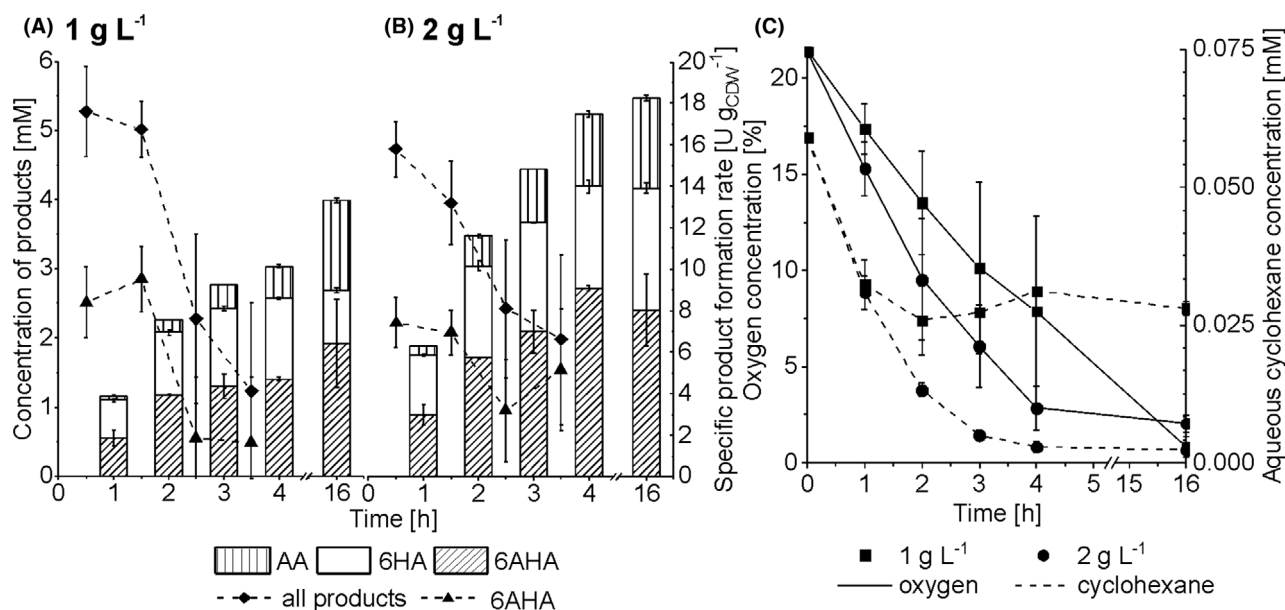 (A) 1 g L⁻¹
(B) 2 g L⁻¹
(C)
Concentration of products [mM]
6
5
4
3
2
1
0
0 1 2 3 4 16
0 1 2 3 4 16
Time [h]
20
18
16
14
12
10
8
6
4
2
0
Specific product formation rate [U g_CDW⁻¹]
Oxygen concentration [%]
20
15
10
5
0
0 1 2 3 4 5 15 16
Time [h]
0.075
0.050
0.025
0.000
Aqueous cyclohexane concentration [mM]
AA 6HA 6AHA
all products 6AHA
1 g L⁻¹ 2 g L⁻¹
oxygen cyclohexane